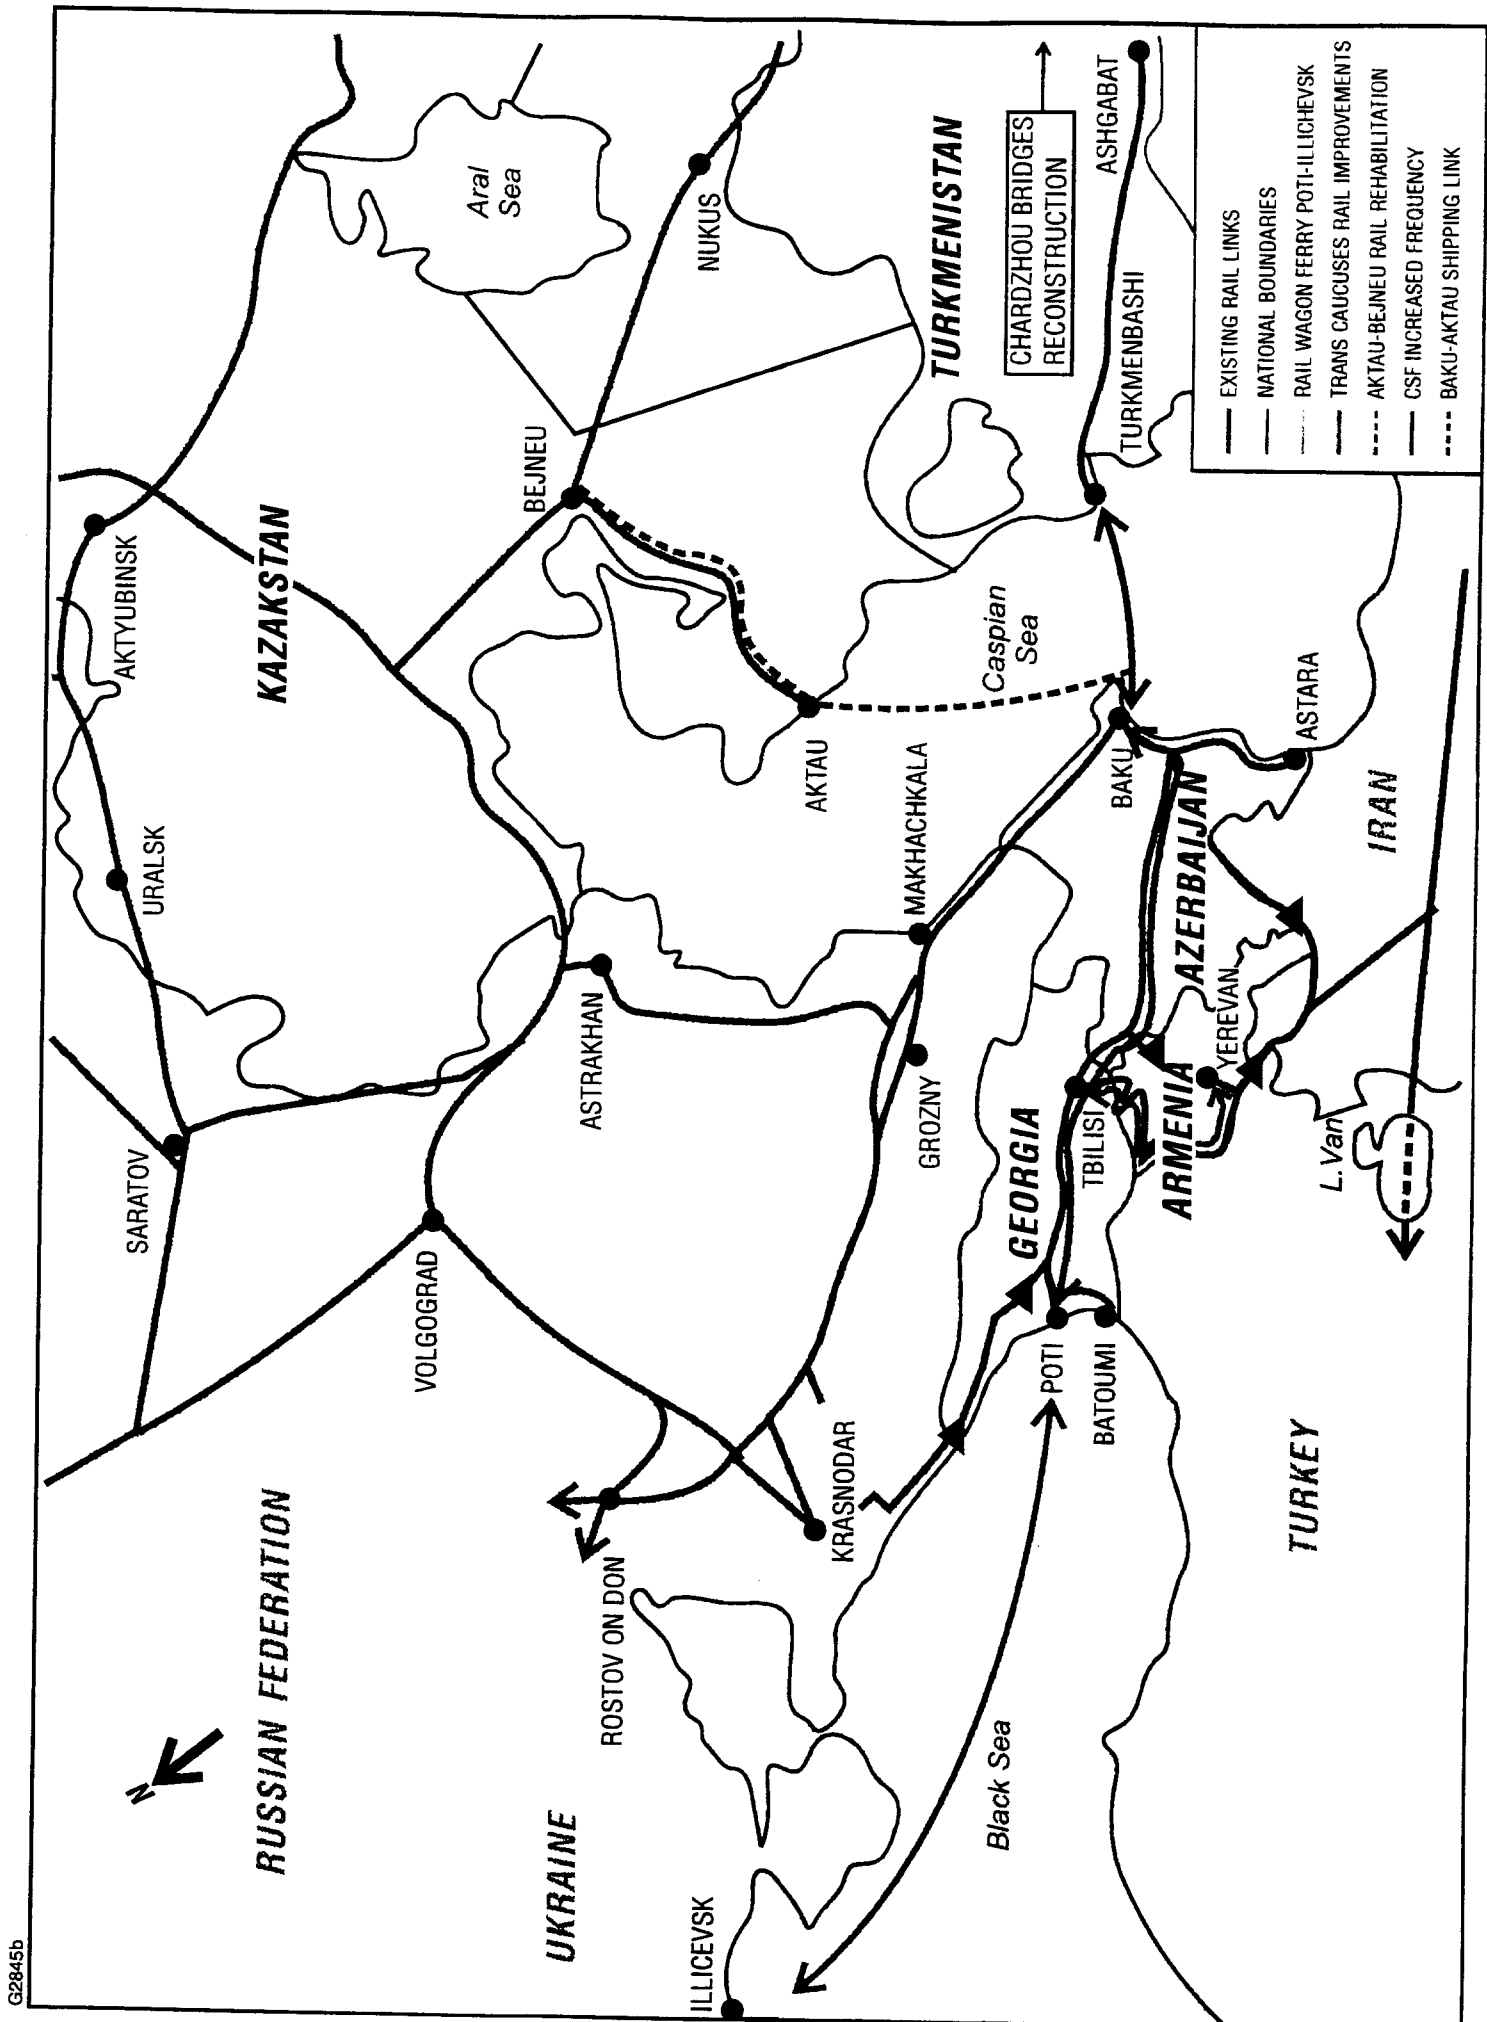 G2845b
N
RUSSIAN FEDERATION
UKRAINE
KAZAKSTAN
TURKMENISTAN
GEORGIA
ARMENIA
AZERBAIJAN
IRAN
TURKEY
SARATOV
URALSK
AKTYUBINSK
VOLGOGRAD
ASTRAKHAN
BEJNEU
Aral
Sea
NUKUS
ROSTOV ON DON
KRASNODAR
GROZNY
MAKHACHKALA
AKTAU
ILLICEVSK
Black Sea
Caspian
Sea
POTI
BATOUMI
TBILISI
YEREVAN
BAKU
ASTARA
L.Van
TURKMENBASHI
ASHGABAT
CHARDZHOU BRIDGES
RECONSTRUCTION
EXISTING RAIL LINKS
NATIONAL BOUNDARIES
RAIL WAGON FERRY POTI-ILLICHEVSK
TRANS CAUCUSES RAIL IMPROVEMENTS
AKTAU-BEJNEU RAIL REHABILITATION
CSF INCREASED FREQUENCY
BAKU-AKTAU SHIPPING LINK